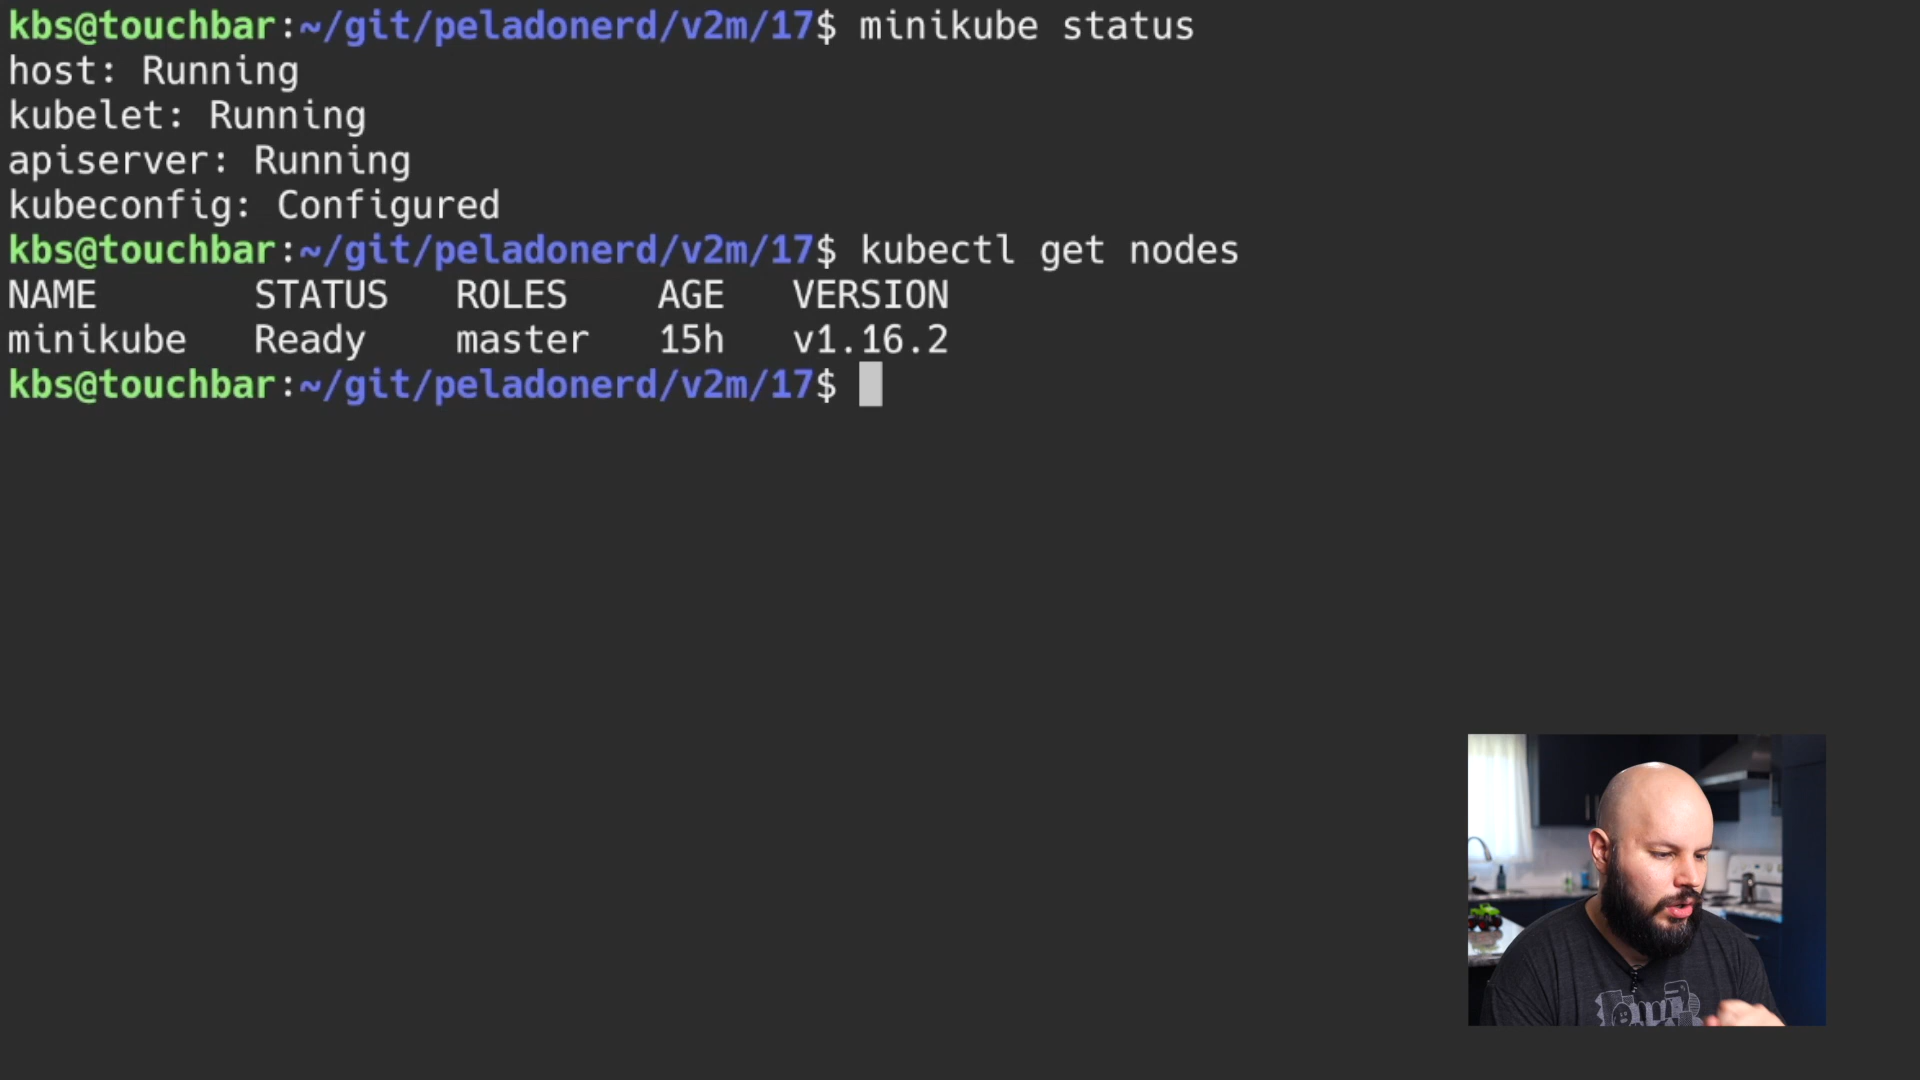 kbs@touchbar:~/git/peladonerd/v2m/17$ minikube status
host: Running
kubelet: Running
apiserver: Running
kubeconfig: Configured
kbs@touchbar:~/git/peladonerd/v2m/17$ kubectl get nodes
NAME       STATUS   ROLES    AGE   VERSION
minikube   Ready    master   15h   v1.16.2
kbs@touchbar:~/git/peladonerd/v2m/17$